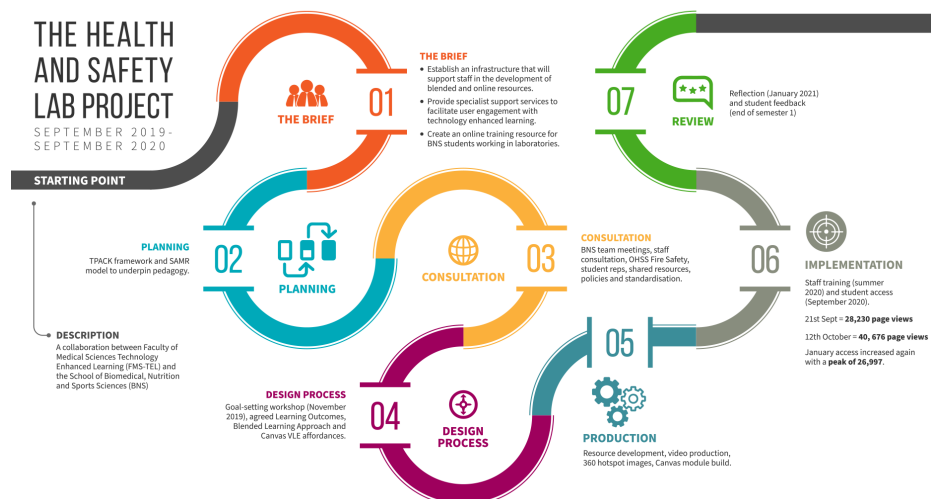 THE HEALTH
AND SAFETY
LAB PROJECT
SEPTEMBER 2019-
SEPTEMBER 2020
STARTING POINT
DESCRIPTION
A collaboration between Faculty of
Medical Sciences Technology
Enhanced Learning (FMS-TEL) and
the School of Biomedical, Nutrition
and Sports Sciences (BNS)
THE BRIEF
01
THE BRIEF
• Establish an infrastructure that will
support staff in the development of
blended and online resources.
• Provide specialist support services to
facilitate user engagement with
technology enhanced learning.
• Create an online training resource for
BNS students working in laboratories.
PLANNING
TPACK framework and SAMR
model to underpin pedagogy.
02
PLANNING
CONSULTATION
03
CONSULTATION
BNS team meetings, staff
consultation, OHSS Fire Safety,
student reps, shared resources,
policies and standardisation.
DESIGN PROCESS
Goal-setting workshop (November
2019), agreed Learning Outcomes,
Blended Learning Approach and
Canvas VLE affordances.
04
DESIGN
PROCESS
05
PRODUCTION
Resource development, video production,
360 hotspot images, Canvas module build.
06
IMPLEMENTATION
Staff training (summer
2020) and student access
(September 2020).
21st Sept = 28,230 page views
12th October = 40, 676 page views
January access increased again
with a peak of 26,997.
07
REVIEW
Reflection (January 2021)
and student feedback
(end of semester 1)